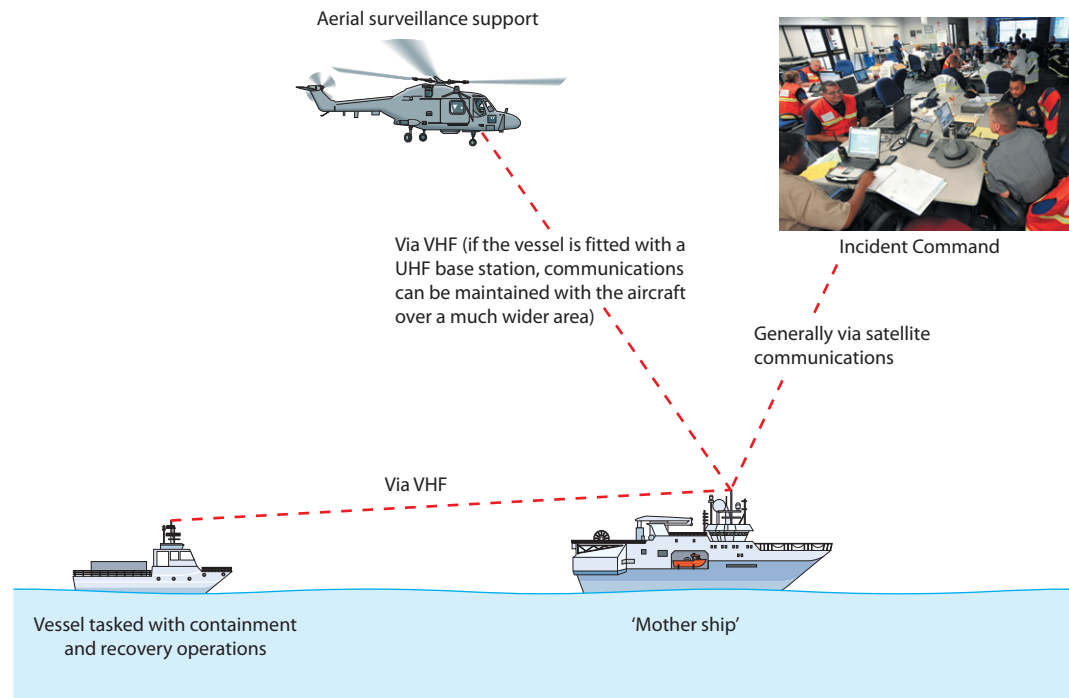 Aerial surveillance support
Incident Command
Via VHF (if the vessel is fitted with a
UHF base station, communications
can be maintained with the aircraft
over a much wider area)
Generally via satellite
communications
Via VHF
Vessel tasked with containment
and recovery operations
‘Mother ship’